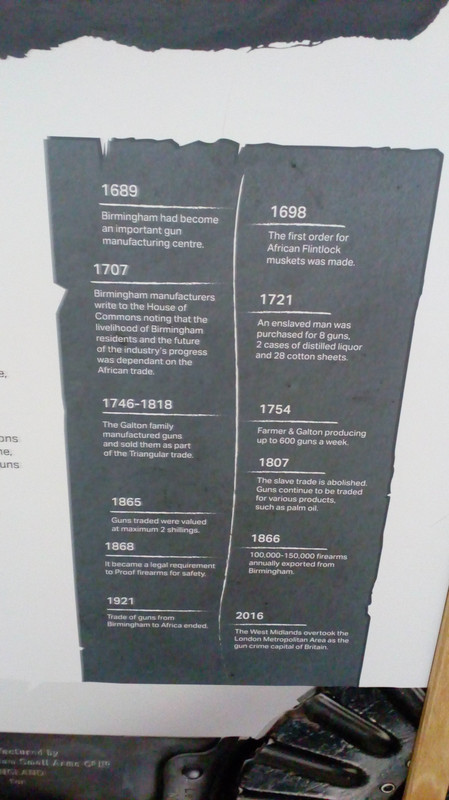 1689
Birmingham had become
an important gun
manufacturing centre.
1698
The first order for
African Flintlock
muskets was made.
1707
Birmingham manufacturers
write to the House of
Commons noting that the
livelihood of Birmingham
residents and the future
of the industry's progress
was dependant on the
African trade.
1721
An enslaved man was
purchased for 8 guns,
2 cases of distilled liquor
and 28 cotton sheets.
1746-1818
The Galton family
manufactured guns
and sold them as part
of the Triangular trade.
1754
Farmer & Galton producing
up to 600 guns a week.
1807
The slave trade is abolished.
Guns continue to be traded
for various products,
such as palm oil.
1865
Guns traded were valued
at maximum 2 shillings.
1866
100,000-150,000 firearms
annually exported from
Birmingham.
1868
It became a legal requirement
to Proof firearms for safety.
1921
Trade of guns from
Birmingham to Africa ended.
2016
The West Midlands overtook the
London Metropolitan Area as the
gun crime capital of Britain.
by
Small Arms